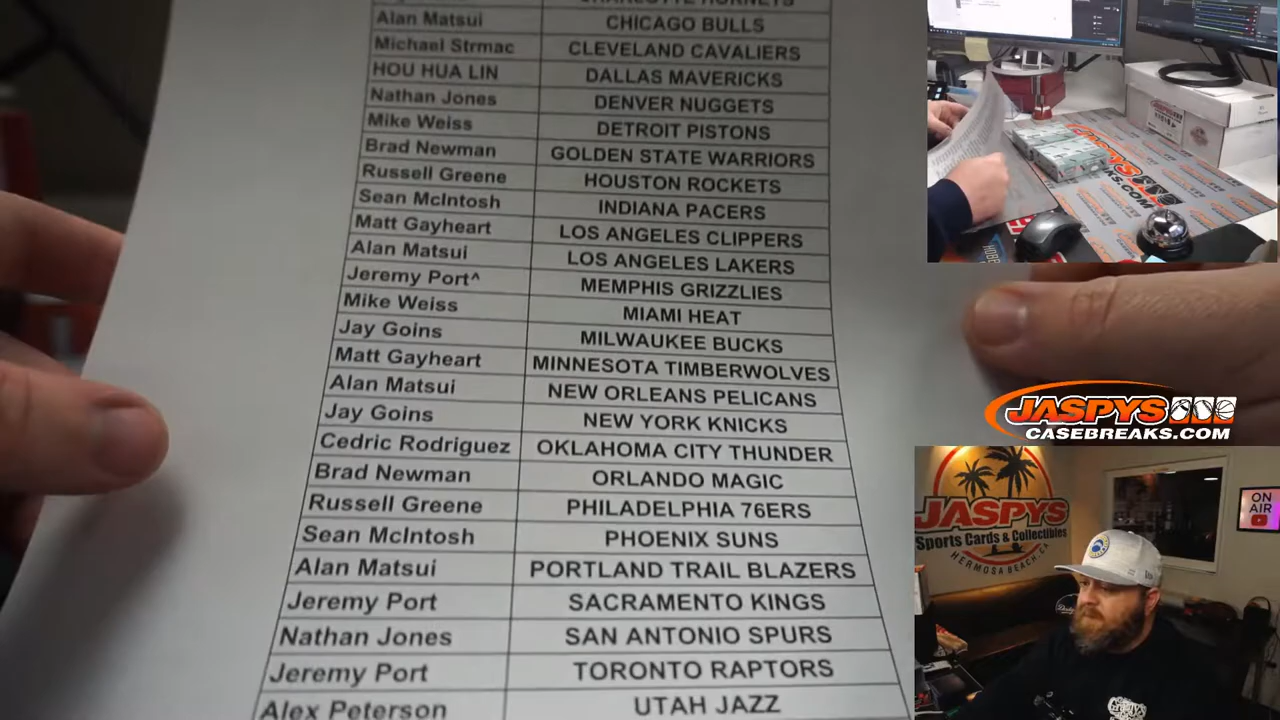 CHARLOTTE HORNETS
Alan Matsui CHICAGO BULLS
Michael Strmac CLEVELAND CAVALIERS
HOU HUA LIN DALLAS MAVERICKS
Nathan Jones DENVER NUGGETS
Mike Weiss DETROIT PISTONS
Brad Newman GOLDEN STATE WARRIORS
Russell Greene HOUSTON ROCKETS
Sean McIntosh INDIANA PACERS
Matt Gayheart LOS ANGELES CLIPPERS
Alan Matsui LOS ANGELES LAKERS
Jeremy Port^ MEMPHIS GRIZZLIES
Mike Weiss MIAMI HEAT
Jay Goins MILWAUKEE BUCKS
Matt Gayheart MINNESOTA TIMBERWOLVES
Alan Matsui NEW ORLEANS PELICANS
Jay Goins NEW YORK KNICKS
Cedric Rodriguez OKLAHOMA CITY THUNDER
Brad Newman ORLANDO MAGIC
Russell Greene PHILADELPHIA 76ERS
Sean McIntosh PHOENIX SUNS
Alan Matsui PORTLAND TRAIL BLAZERS
Jeremy Port SACRAMENTO KINGS
Nathan Jones SAN ANTONIO SPURS
Jeremy Port TORONTO RAPTORS
Alex Peterson UTAH JAZZ
JASPYS
CASEBREAKS.COM
JASPYS
Sports Cards & Collectibles
HERMOSA BEACH, CA
ON
AIR